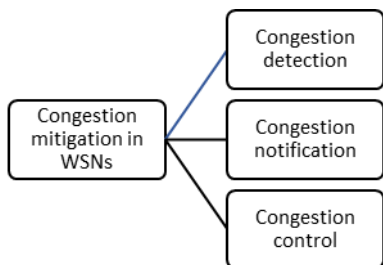 Congestion
detection
Congestion
mitigation in
WSNs
Congestion
notification
Congestion
control